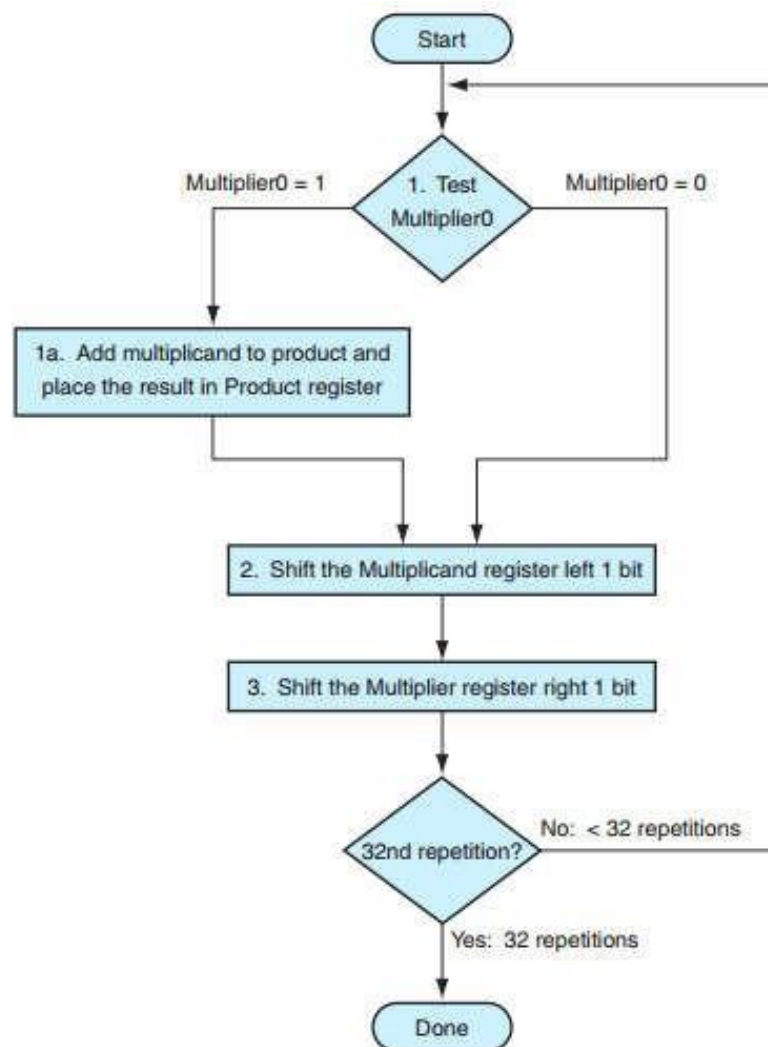 Start
Multiplier0 = 1
1. Test
Multiplier0
Multiplier0 = 0
1a. Add multiplicand to product and
place the result in Product register
2. Shift the Multiplicand register left 1 bit
3. Shift the Multiplier register right 1 bit
32nd repetition?
No: < 32 repetitions
Yes: 32 repetitions
Done